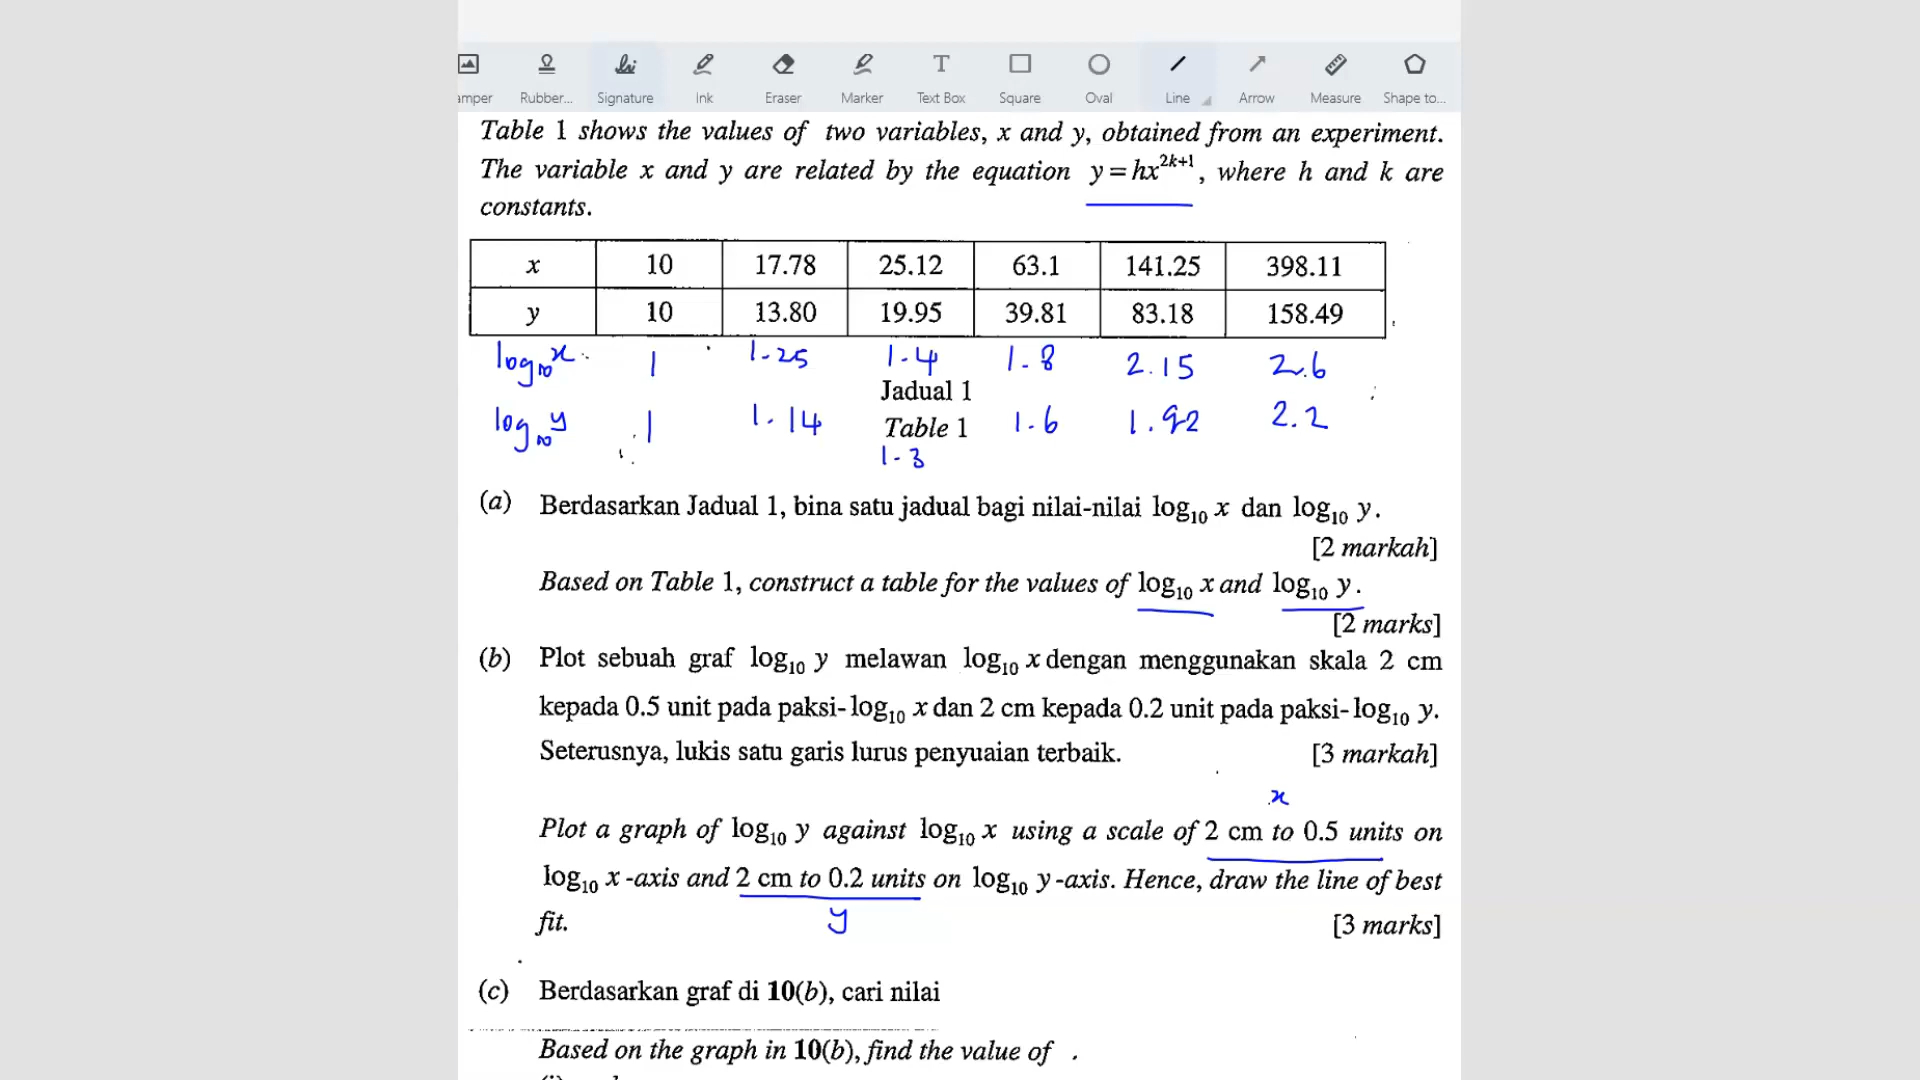 amper Rubber... Signature Ink Eraser Marker Text Box Square Oval Line Arrow Measure Shape to...
Table 1 shows the values of two variables, x and y, obtained from an experiment.
The variable x and y are related by the equation y = hx^{2k+1}, where h and k are
constants.
x 10 17.78 25.12 63.1 141.25 398.11
y 10 13.80 19.95 39.81 83.18 158.49
log₁₀ x 1 1.25 1.4 1.8 2.15 2.6
Jadual 1
log₁₀ y 1 1.14 Table 1 1.6 1.92 2.2
1.3
(a) Berdasarkan Jadual 1, bina satu jadual bagi nilai-nilai log₁₀ x dan log₁₀ y.
[2 markah]
Based on Table 1, construct a table for the values of log₁₀ x and log₁₀ y.
[2 marks]
(b) Plot sebuah graf log₁₀ y melawan log₁₀ x dengan menggunakan skala 2 cm
kepada 0.5 unit pada paksi-log₁₀ x dan 2 cm kepada 0.2 unit pada paksi-log₁₀ y.
Seterusnya, lukis satu garis lurus penyuaian terbaik. [3 markah]
x
Plot a graph of log₁₀ y against log₁₀ x using a scale of 2 cm to 0.5 units on
log₁₀ x -axis and 2 cm to 0.2 units on log₁₀ y -axis. Hence, draw the line of best
fit. [3 marks]
y
(c) Berdasarkan graf di 10(b), cari nilai
Based on the graph in 10(b), find the value of .